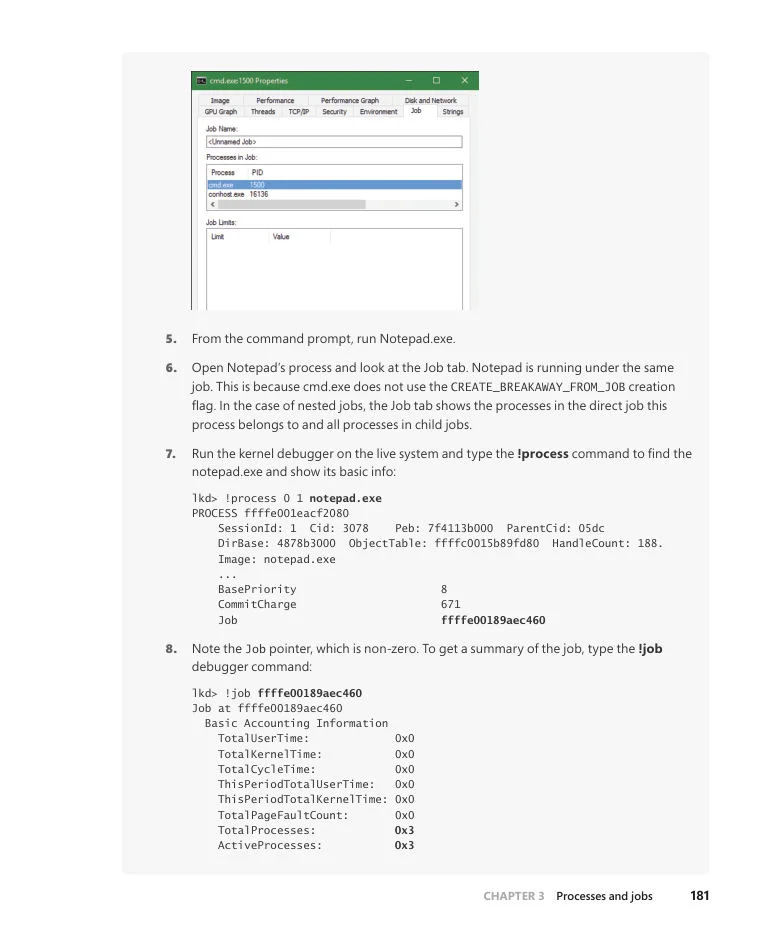 cmd.exe:1500 Properties
Image Performance Performance Graph Disk and Network
GPU Graph Threads TCP/IP Security Environment Job Strings
Job Name:
<Unnamed Job>
Processes in Job:
Process PID
cmd.exe 1500
conhost.exe 16136
Job Limits:
Limit Value
5. From the command prompt, run Notepad.exe.
6. Open Notepad’s process and look at the Job tab. Notepad is running under the same
job. This is because cmd.exe does not use the CREATE_BREAKAWAY_FROM_JOB creation
flag. In the case of nested jobs, the Job tab shows the processes in the direct job this
process belongs to and all processes in child jobs.
7. Run the kernel debugger on the live system and type the !process command to find the
notepad.exe and show its basic info:
lkd> !process 0 1 notepad.exe
PROCESS ffffe001eacf2080
SessionId: 1 Cid: 3078 Peb: 7f4113b000 ParentCid: 05dc
DirBase: 4878b3000 ObjectTable: ffffc0015b89fd80 HandleCount: 188.
Image: notepad.exe
...
BasePriority 8
CommitCharge 671
Job ffffe00189aec460
8. Note the Job pointer, which is non-zero. To get a summary of the job, type the !job
debugger command:
lkd> !job ffffe00189aec460
Job at ffffe00189aec460
Basic Accounting Information
TotalUserTime: 0x0
TotalKernelTime: 0x0
TotalCycleTime: 0x0
ThisPeriodTotalUserTime: 0x0
ThisPeriodTotalKernelTime: 0x0
TotalPageFaultCount: 0x0
TotalProcesses: 0x3
ActiveProcesses: 0x3
CHAPTER 3 Processes and jobs 181